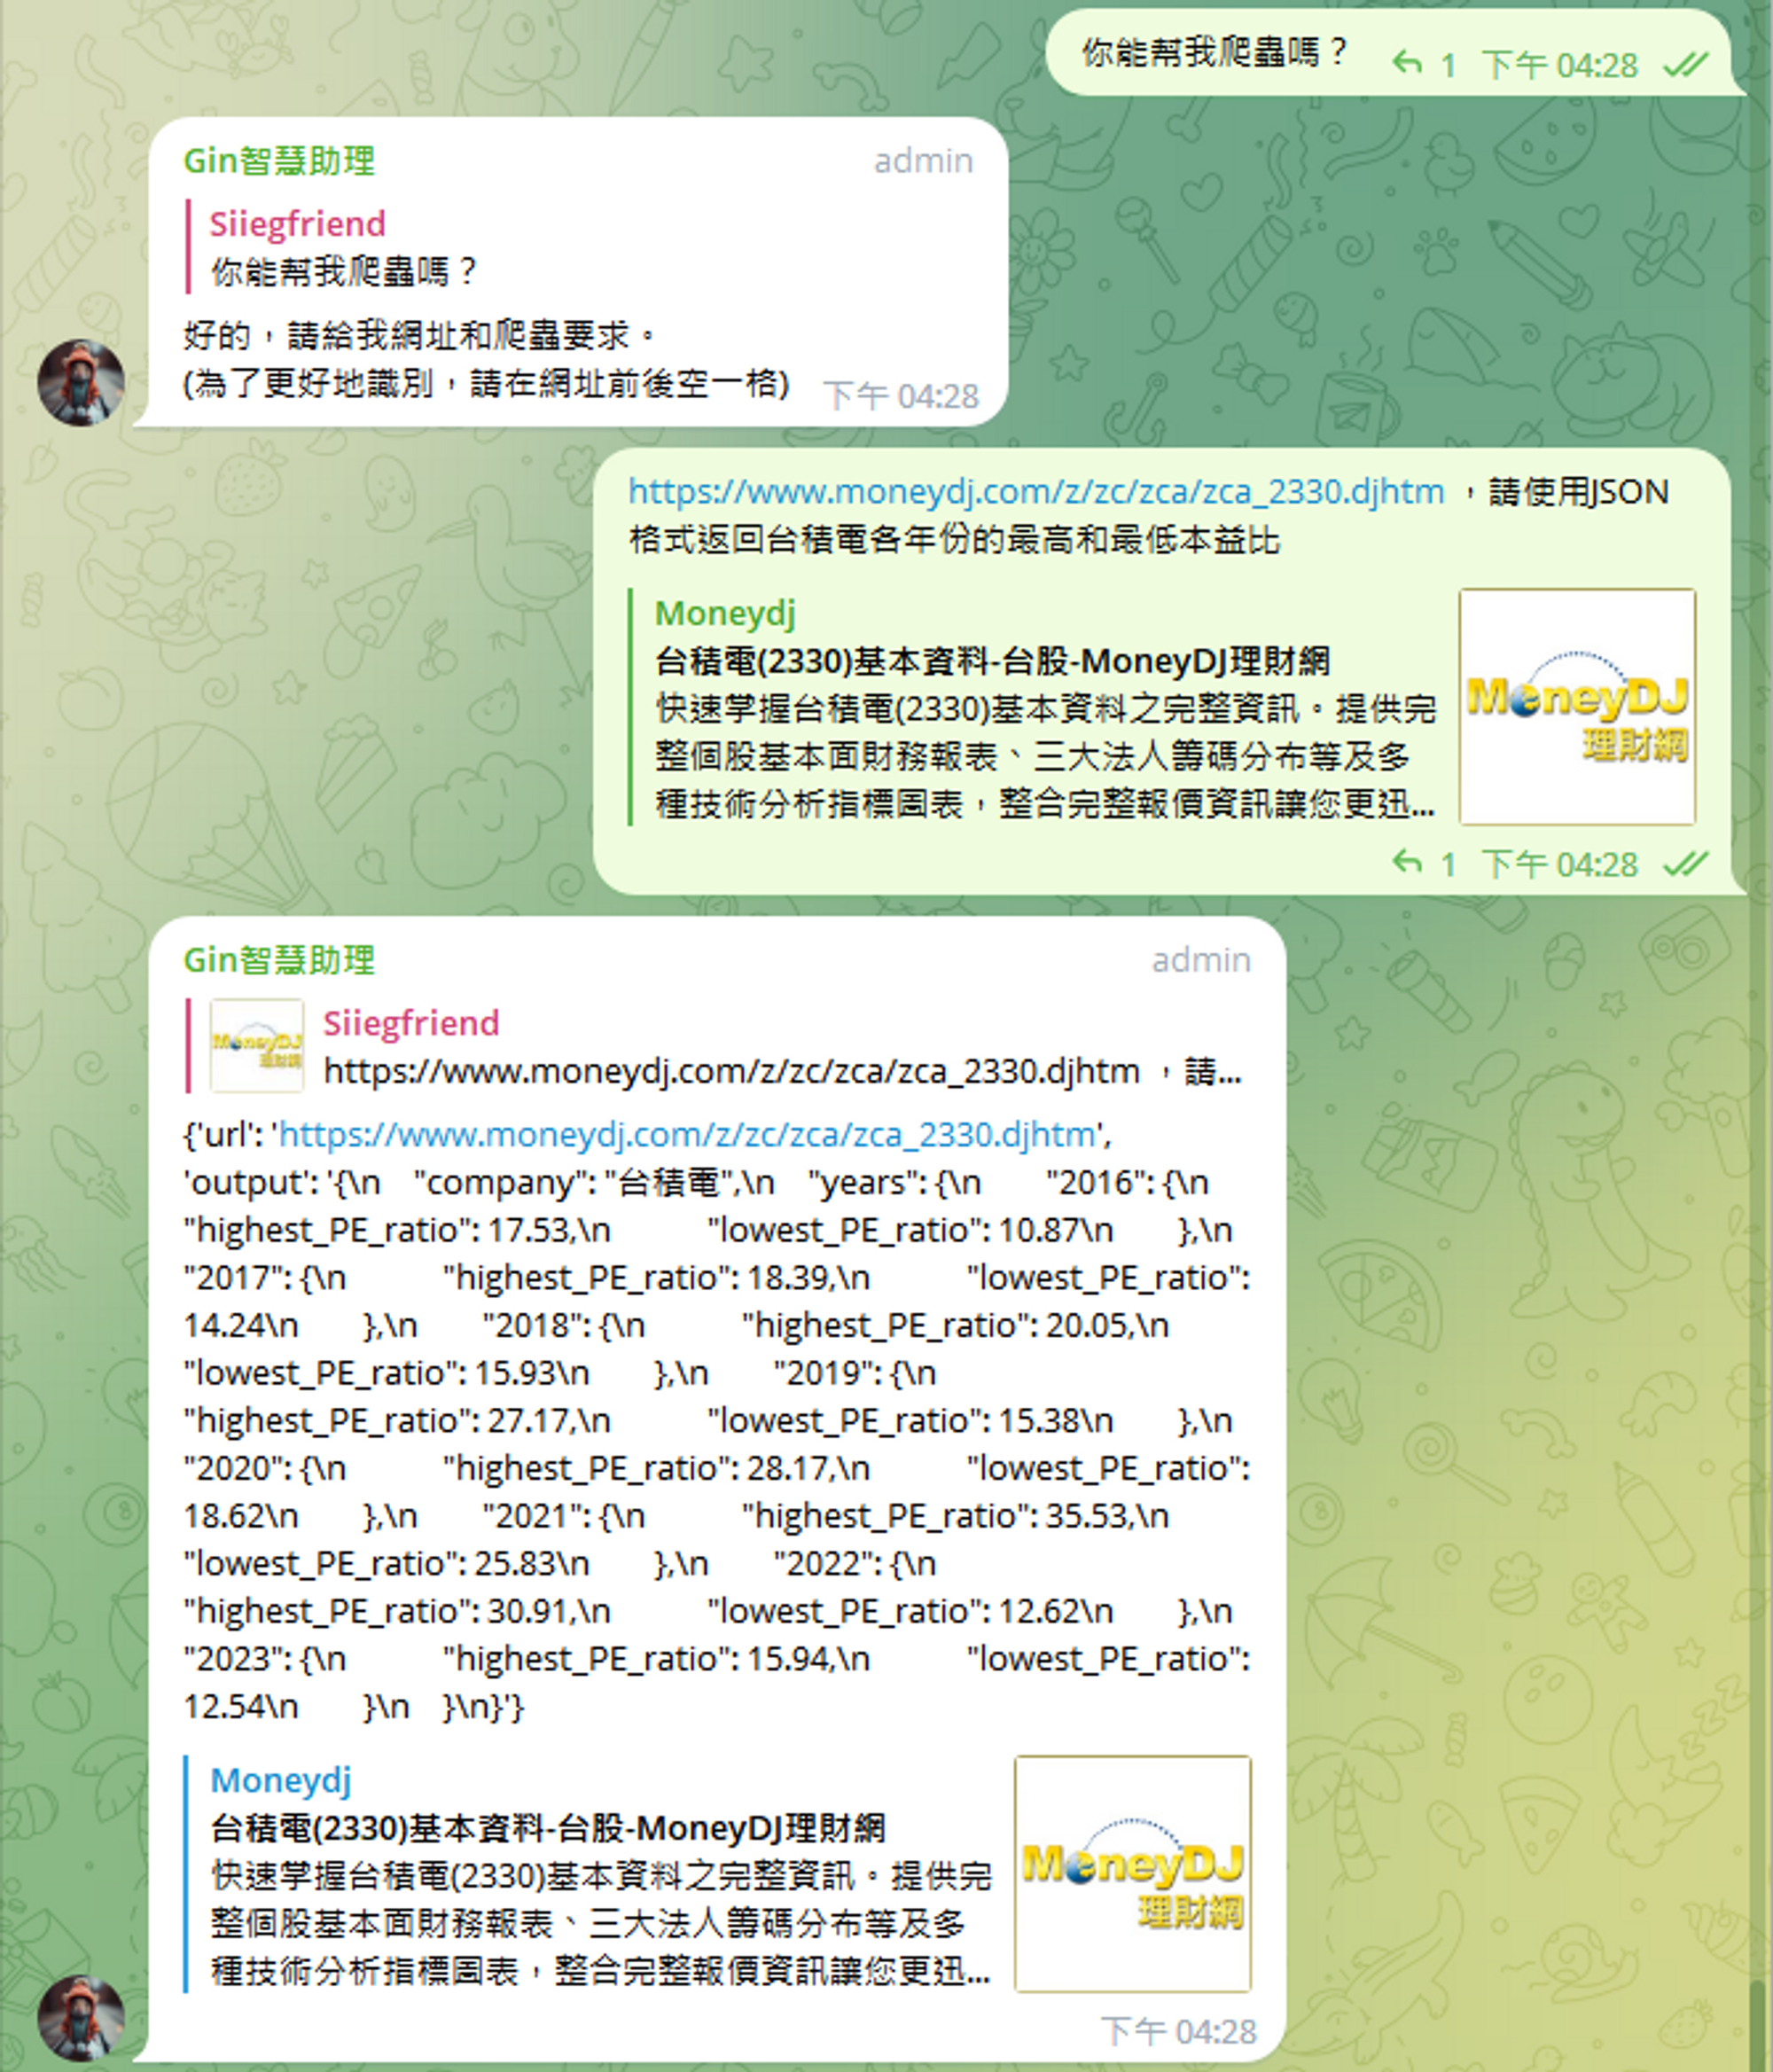 你能幫我爬蟲嗎？ 1 下午 04:28
Gin智慧助理 admin
Siiegfriend
你能幫我爬蟲嗎？
好的，請給我網址和爬蟲要求。
(為了更好地識別，請在網址前後空一格) 下午 04:28
https://www.moneydj.com/z/zc/zca/zca_2330.djhtm ，請使用JSON
格式返回台積電各年份的最高和最低本益比
Moneydj
台積電(2330)基本資料-台股-MoneyDJ理財網
快速掌握台積電(2330)基本資料之完整資訊。提供完
整個股基本面財務報表、三大法人籌碼分布等及多
種技術分析指標圖表，整合完整報價資訊讓您更迅...
MoneyDJ
理財網
1 下午 04:28
Gin智慧助理 admin
MoneyDJ
理財網
Siiegfriend
https://www.moneydj.com/z/zc/zca/zca_2330.djhtm ，請...
{'url': 'https://www.moneydj.com/z/zc/zca/zca_2330.djhtm',
'output': '{\n "company": "台積電",\n "years": {\n "2016": {\n
"highest_PE_ratio": 17.53,\n "lowest_PE_ratio": 10.87\n },\n
"2017": {\n "highest_PE_ratio": 18.39,\n "lowest_PE_ratio":
14.24\n },\n "2018": {\n "highest_PE_ratio": 20.05,\n
"lowest_PE_ratio": 15.93\n },\n "2019": {\n
"highest_PE_ratio": 27.17,\n "lowest_PE_ratio": 15.38\n },\n
"2020": {\n "highest_PE_ratio": 28.17,\n "lowest_PE_ratio":
18.62\n },\n "2021": {\n "highest_PE_ratio": 35.53,\n
"lowest_PE_ratio": 25.83\n },\n "2022": {\n
"highest_PE_ratio": 30.91,\n "lowest_PE_ratio": 12.62\n },\n
"2023": {\n "highest_PE_ratio": 15.94,\n "lowest_PE_ratio":
12.54\n }\n }\n}'}
Moneydj
台積電(2330)基本資料-台股-MoneyDJ理財網
快速掌握台積電(2330)基本資料之完整資訊。提供完
整個股基本面財務報表、三大法人籌碼分布等及多
種技術分析指標圖表，整合完整報價資訊讓您更迅...
MoneyDJ
理財網
下午 04:28